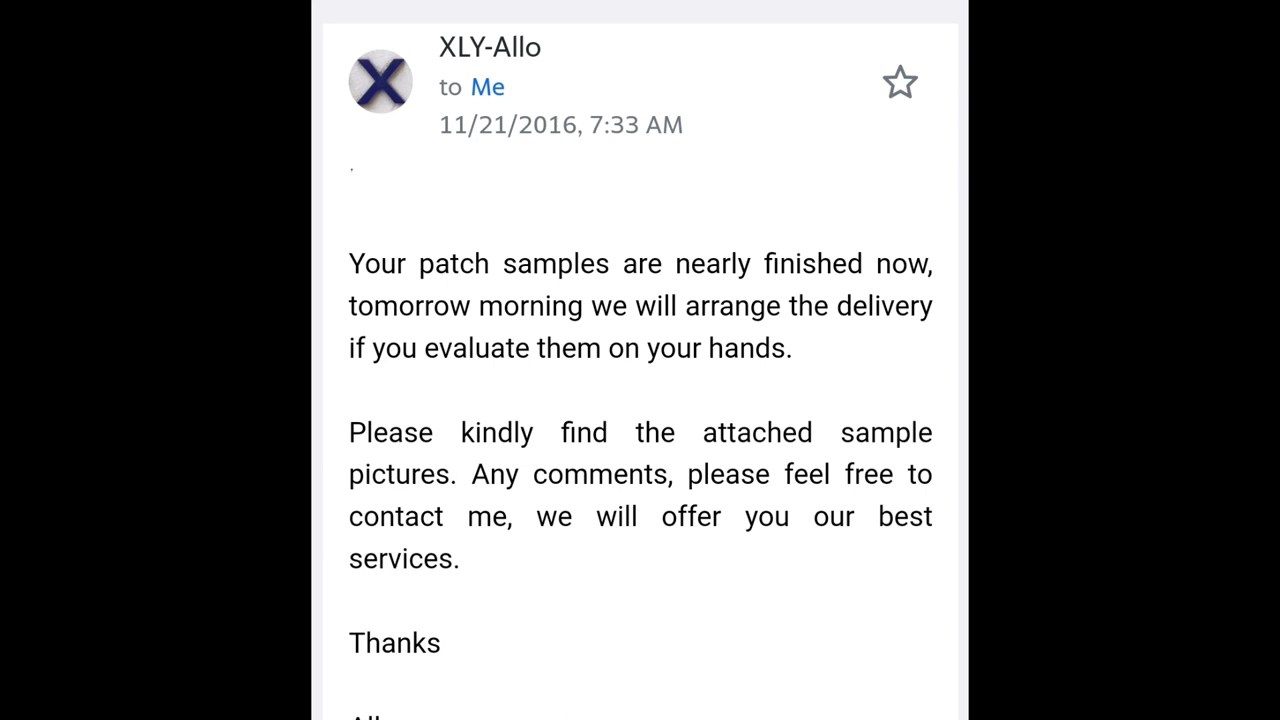 XLY-Allo
to Me
11/21/2016, 7:33 AM
.
Your patch samples are nearly finished now,
tomorrow morning we will arrange the delivery
if you evaluate them on your hands.
Please kindly find the attached sample
pictures. Any comments, please feel free to
contact me, we will offer you our best
services.
Thanks